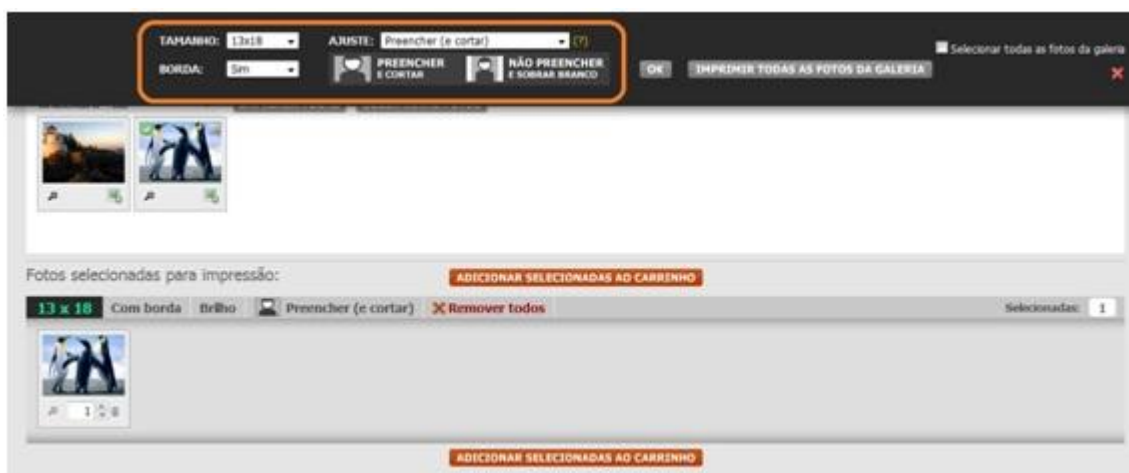 TAMANHO: 13x18 AJUSTE: Preencher (e cortar) (?)
Selecionar todas as fotos da galeria
BORDA: Sim PREENCHER E CORTAR NÃO PREENCHER E SOBRAR BRANCO OK IMPRIMIR TODAS AS FOTOS DA GALERIA
Fotos selecionadas para impressão: ADICIONAR SELECIONADAS AO CARRINHO
13 x 18 Com borda Brilho Preencher (e cortar) Remover todos Selecionadas: 1
1
ADICIONAR SELECIONADAS AO CARRINHO